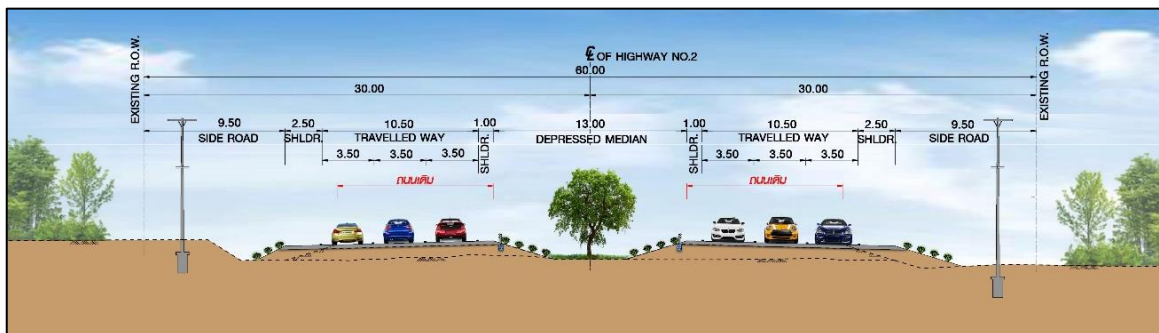 ℄ OF HIGHWAY NO.2
60.00
EXISTING R.O.W.
EXISTING R.O.W.
30.00 30.00
9.50 2.50 10.50 1.00 13.00 1.00 10.50 2.50 9.50
SIDE ROAD SHLDR. TRAVELLED WAY SHLDR. DEPRESSED MEDIAN SHLDR. TRAVELLED WAY SHLDR. SIDE ROAD
3.50 3.50 3.50 3.50 3.50 3.50
ถนนเดิม ถนนเดิม